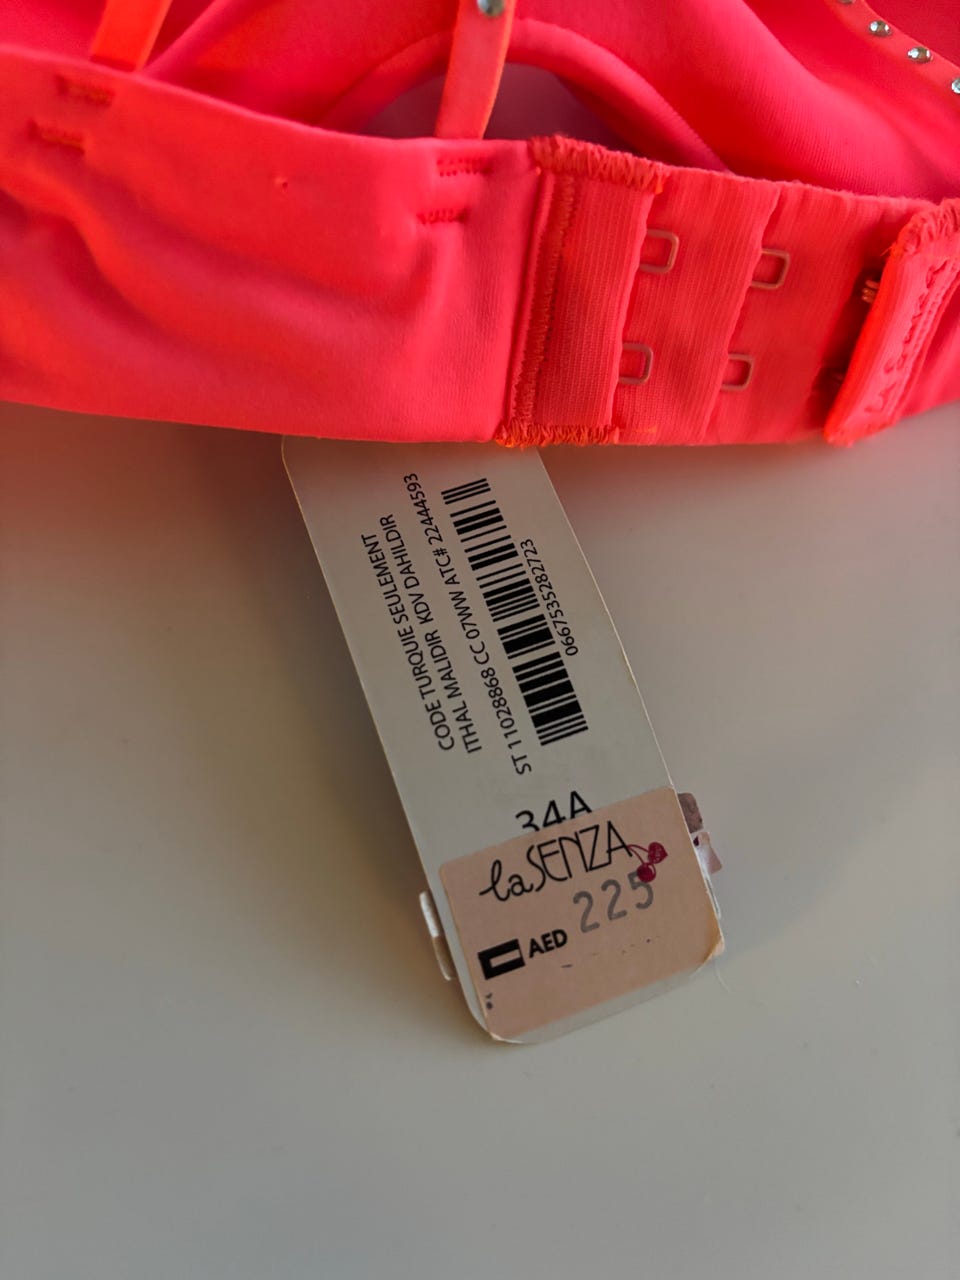 CODE TURQUIE SEULEMENT
ITHAL MALIDIR KDV DAHILDIR
ST 11028868 CC 07WW ATC# 22444593
0667535282723
34A
la SENZA
AED 225